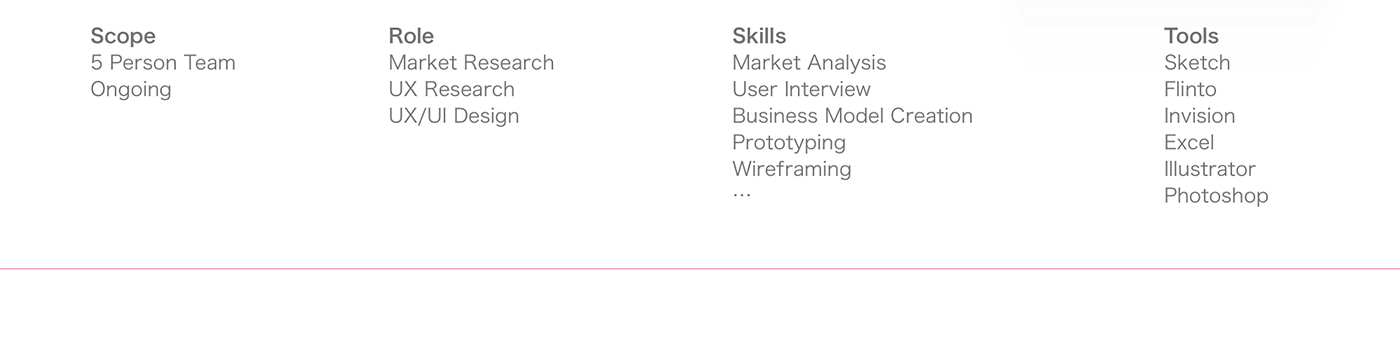 Scope
5 Person Team
Ongoing
Role
Market Research
UX Research
UX/UI Design
Skills
Market Analysis
User Interview
Business Model Creation
Prototyping
Wireframing
…
Tools
Sketch
Flinto
Invision
Excel
Illustrator
Photoshop